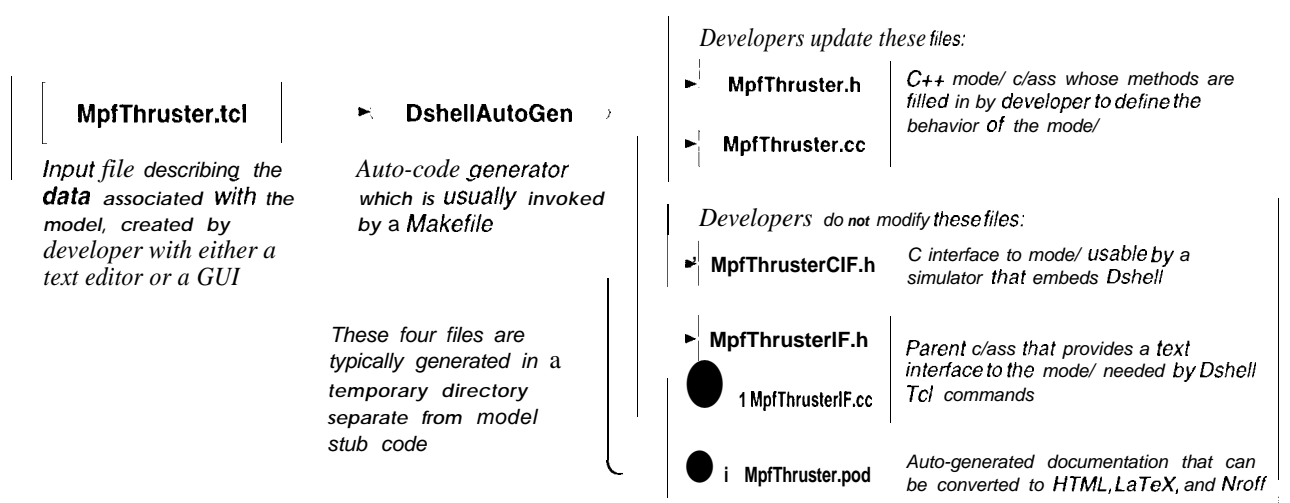 MpfThruster.tcl
Input file describing the
data associated with the
model, created by
developer with either a
text editor or a GUI
DshellAutoGen
Auto-code generator
which is usually invoked
by a Makefile
These four files are
typically generated in a
temporary directory
separate from model
stub code
Developers update these files:
MpfThruster.h
MpfThruster.cc
C++ mode/ c/ass whose methods are
filled in by developer to define the
behavior of the mode/
Developers do not modify these files:
MpfThrusterCIF.h
C interface to mode/ usable by a
simulator that embeds Dshell
MpfThrusterIF.h
1 MpfThrusterIF.cc
Parent c/ass that provides a text
interface to the mode/ needed by Dshell
Tcl commands
i MpfThruster.pod
Auto-generated documentation that can
be converted to HTML, LaTeX, and Nroff